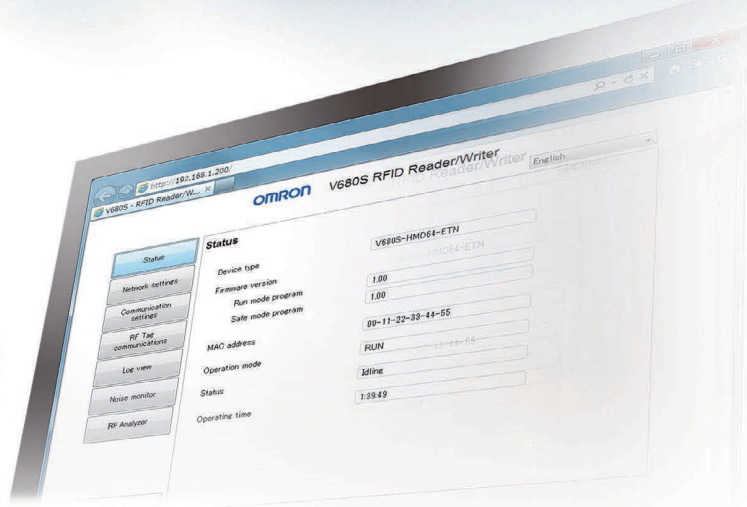 http://192.168.1.200/
V680S - RFID Reader/W... ×
OMRON V680S RFID Reader/Writer
English
Status
Network settings
Communication settings
RF Tag communications
Log view
Noise monitor
RF Analyzer
Status
Device type V680S-HMD64-ETN
Firmware version
Run mode program 1.00
Safe mode program 1.00
MAC address 00-11-22-33-44-55
Operation mode RUN
Status Idling
Operating time 1:39:49